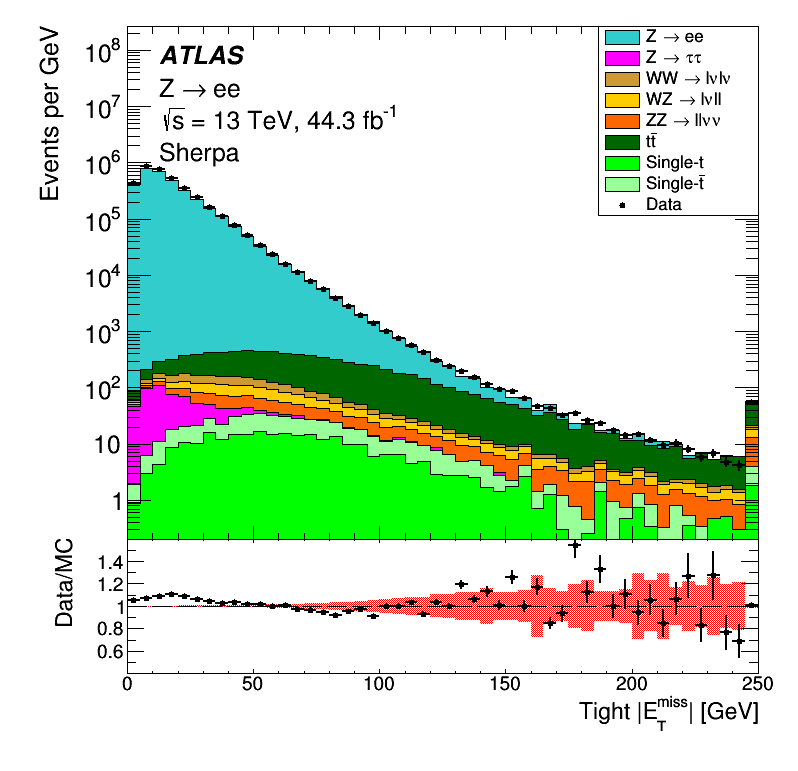 Events per GeV
10⁸
10⁷
10⁶
10⁵
10⁴
10³
10²
10
1
ATLAS
Z → ee
√s = 13 TeV, 44.3 fb⁻¹
Sherpa
Z → ee
Z → ττ
WW → lνlν
WZ → lνll
ZZ → llνν
tt̄
Single-t
Single-t̄
Data
Data/MC
1.4
1.2
1
0.8
0.6
0 50 100 150 200 250
Tight |E_T^miss| [GeV]